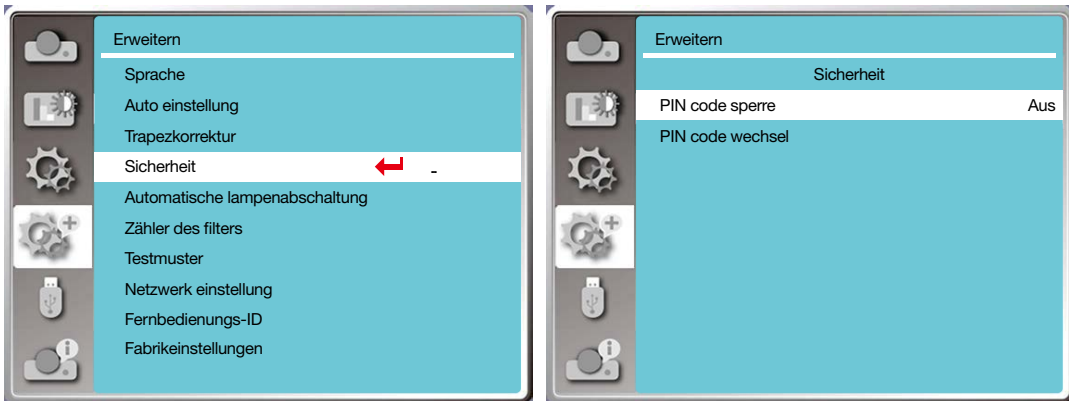 Erweitern
Sprache
Auto einstellung
Trapezkorrektur
Sicherheit -
Automatische lampenabschaltung
Zähler des filters
Testmuster
Netzwerk einstellung
Fernbedienungs-ID
Fabrikeinstellungen
Erweitern
Sicherheit
PIN code sperre Aus
PIN code wechsel